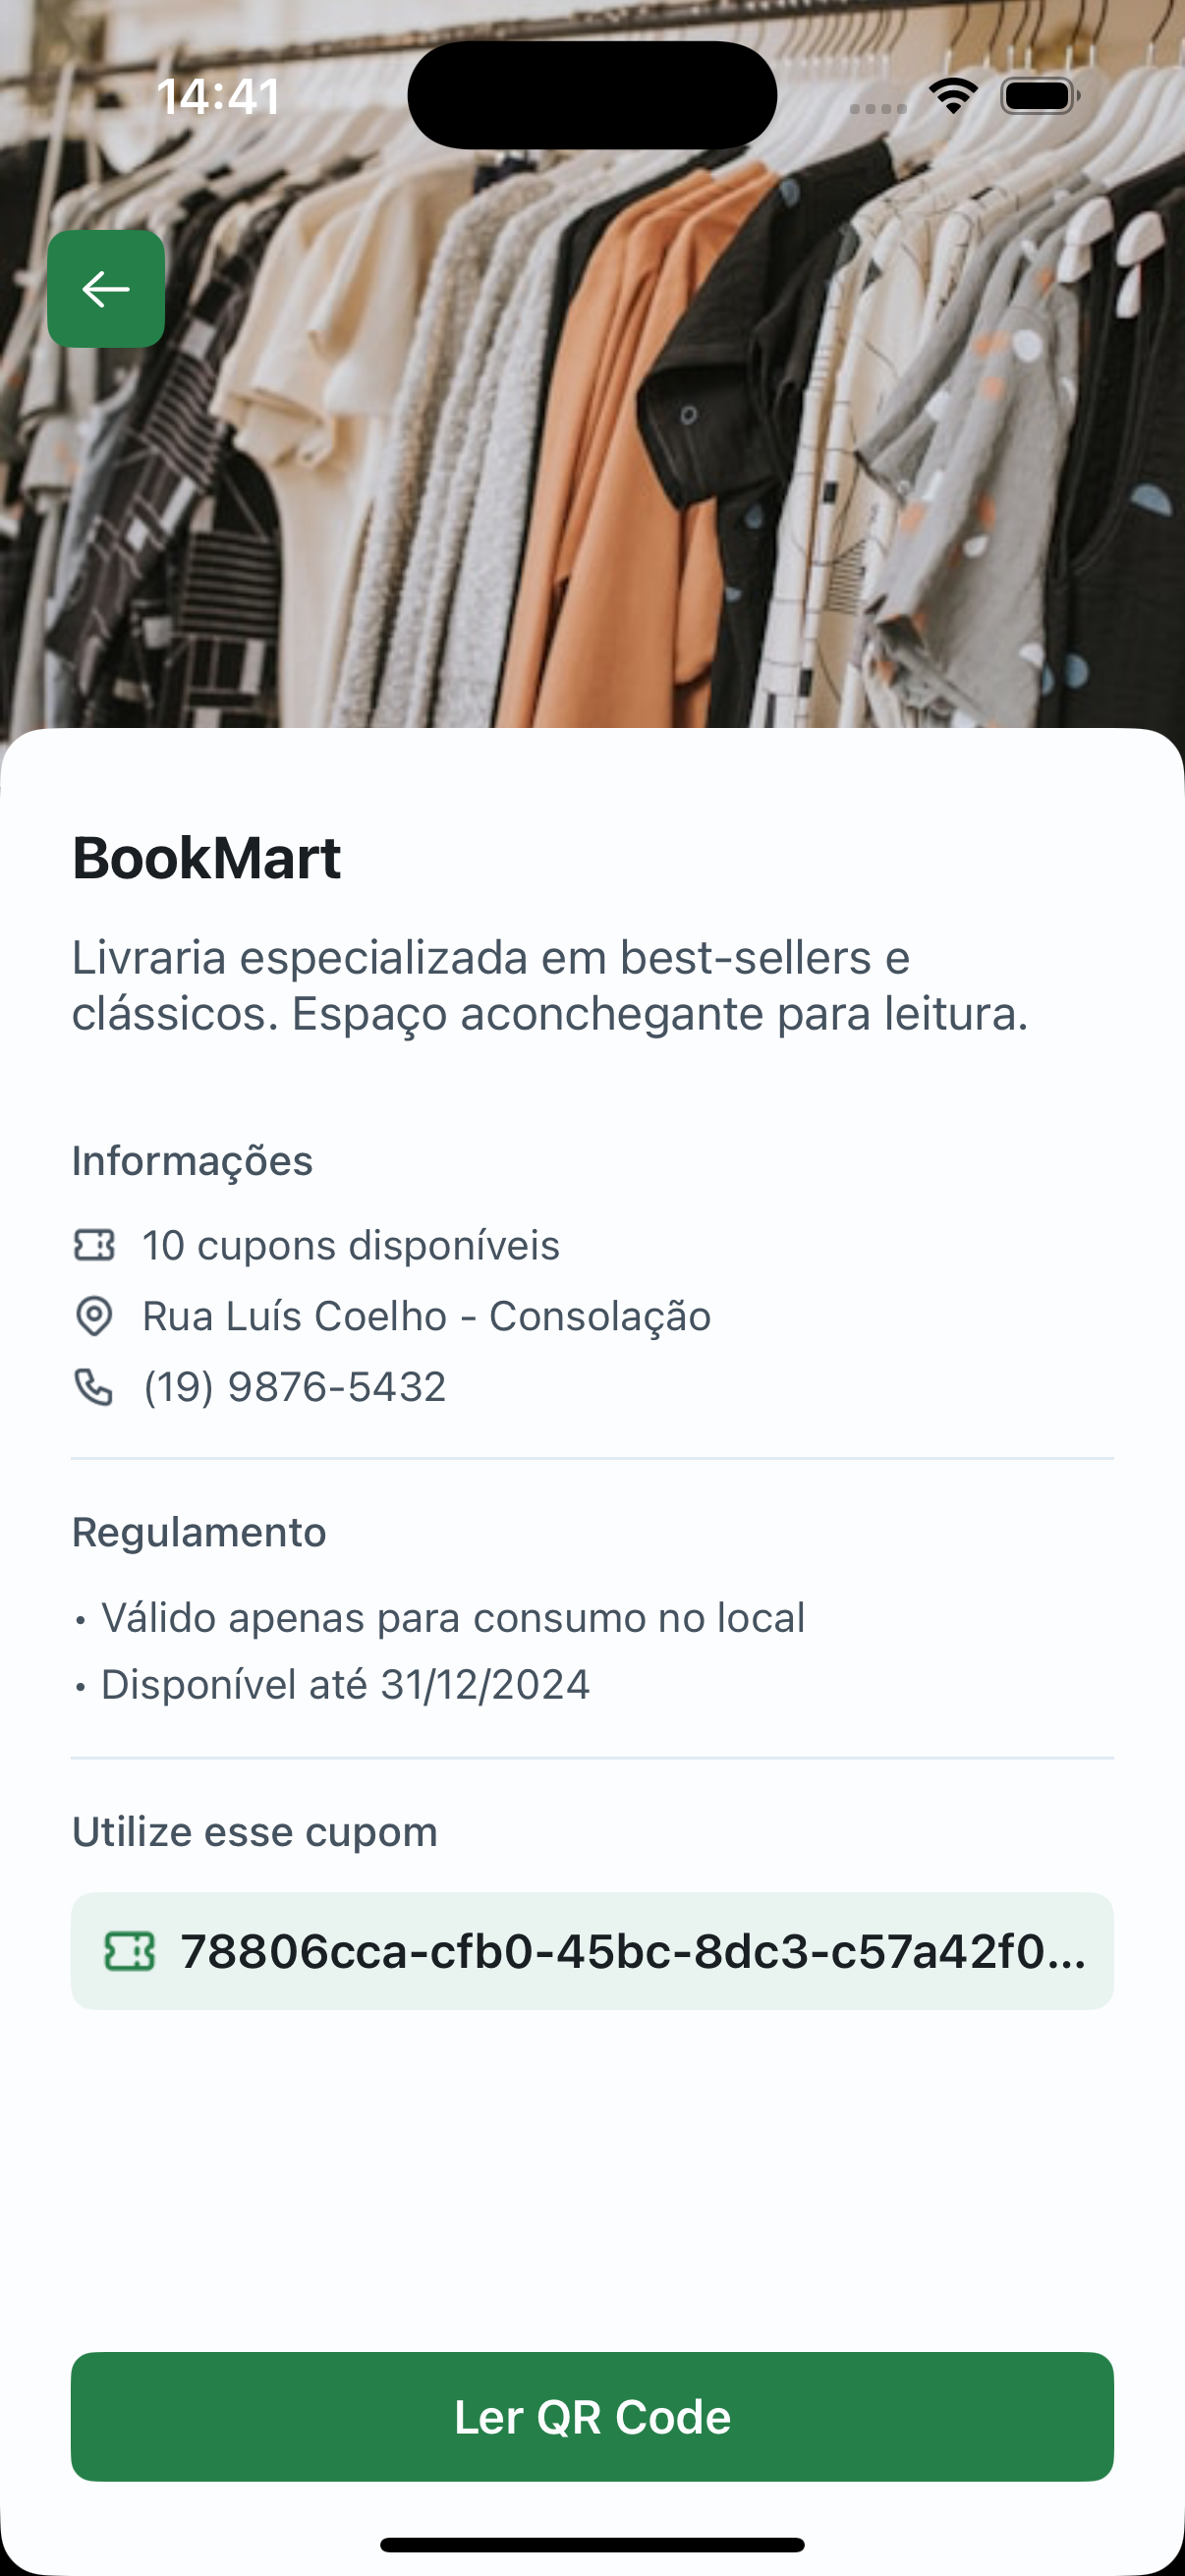 14:41
BookMart
Livraria especializada em best-sellers e
clássicos. Espaço aconchegante para leitura.
Informações
10 cupons disponíveis
Rua Luís Coelho - Consolação
(19) 9876-5432
Regulamento
• Válido apenas para consumo no local
• Disponível até 31/12/2024
Utilize esse cupom
78806cca-cfb0-45bc-8dc3-c57a42f0...
Ler QR Code